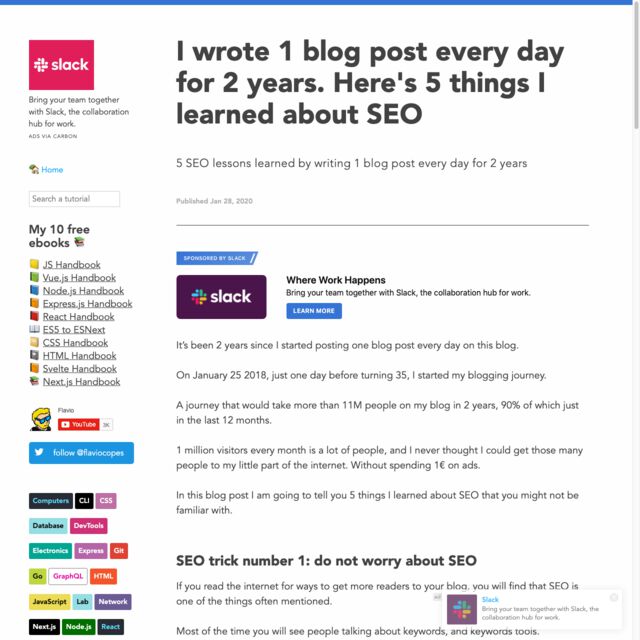 slack
Bring your team together
with Slack, the collaboration
hub for work.
ADS VIA CARBON
Home
Search a tutorial
My 10 free
ebooks
JS Handbook
Vue.js Handbook
Node.js Handbook
Express.js Handbook
React Handbook
ES5 to ESNext
CSS Handbook
HTML Handbook
Svelte Handbook
Next.js Handbook
Flavio
YouTube 3K
follow @flaviocopes
Computers CLI CSS
Database DevTools
Electronics Express Git
Go GraphQL HTML
JavaScript Lab Network
Next.js Node.js React
I wrote 1 blog post every day
for 2 years. Here's 5 things I
learned about SEO
5 SEO lessons learned by writing 1 blog post every day for 2 years
Published Jan 28, 2020
SPONSORED BY SLACK
slack
Where Work Happens
Bring your team together with Slack, the collaboration hub for work.
LEARN MORE
It's been 2 years since I started posting one blog post every day on this blog.
On January 25 2018, just one day before turning 35, I started my blogging journey.
A journey that would take more than 11M people on my blog in 2 years, 90% of which just
in the last 12 months.
1 million visitors every month is a lot of people, and I never thought I could get those many
people to my little part of the internet. Without spending 1€ on ads.
In this blog post I am going to tell you 5 things I learned about SEO that you might not be
familiar with.
SEO trick number 1: do not worry about SEO
If you read the internet for ways to get more readers to your blog, you will find that SEO is
one of the things often mentioned.
Most of the time you will see people talking about keywords, and keywords tools.
ad
Slack
Bring your team together with Slack, the
collaboration hub for work.